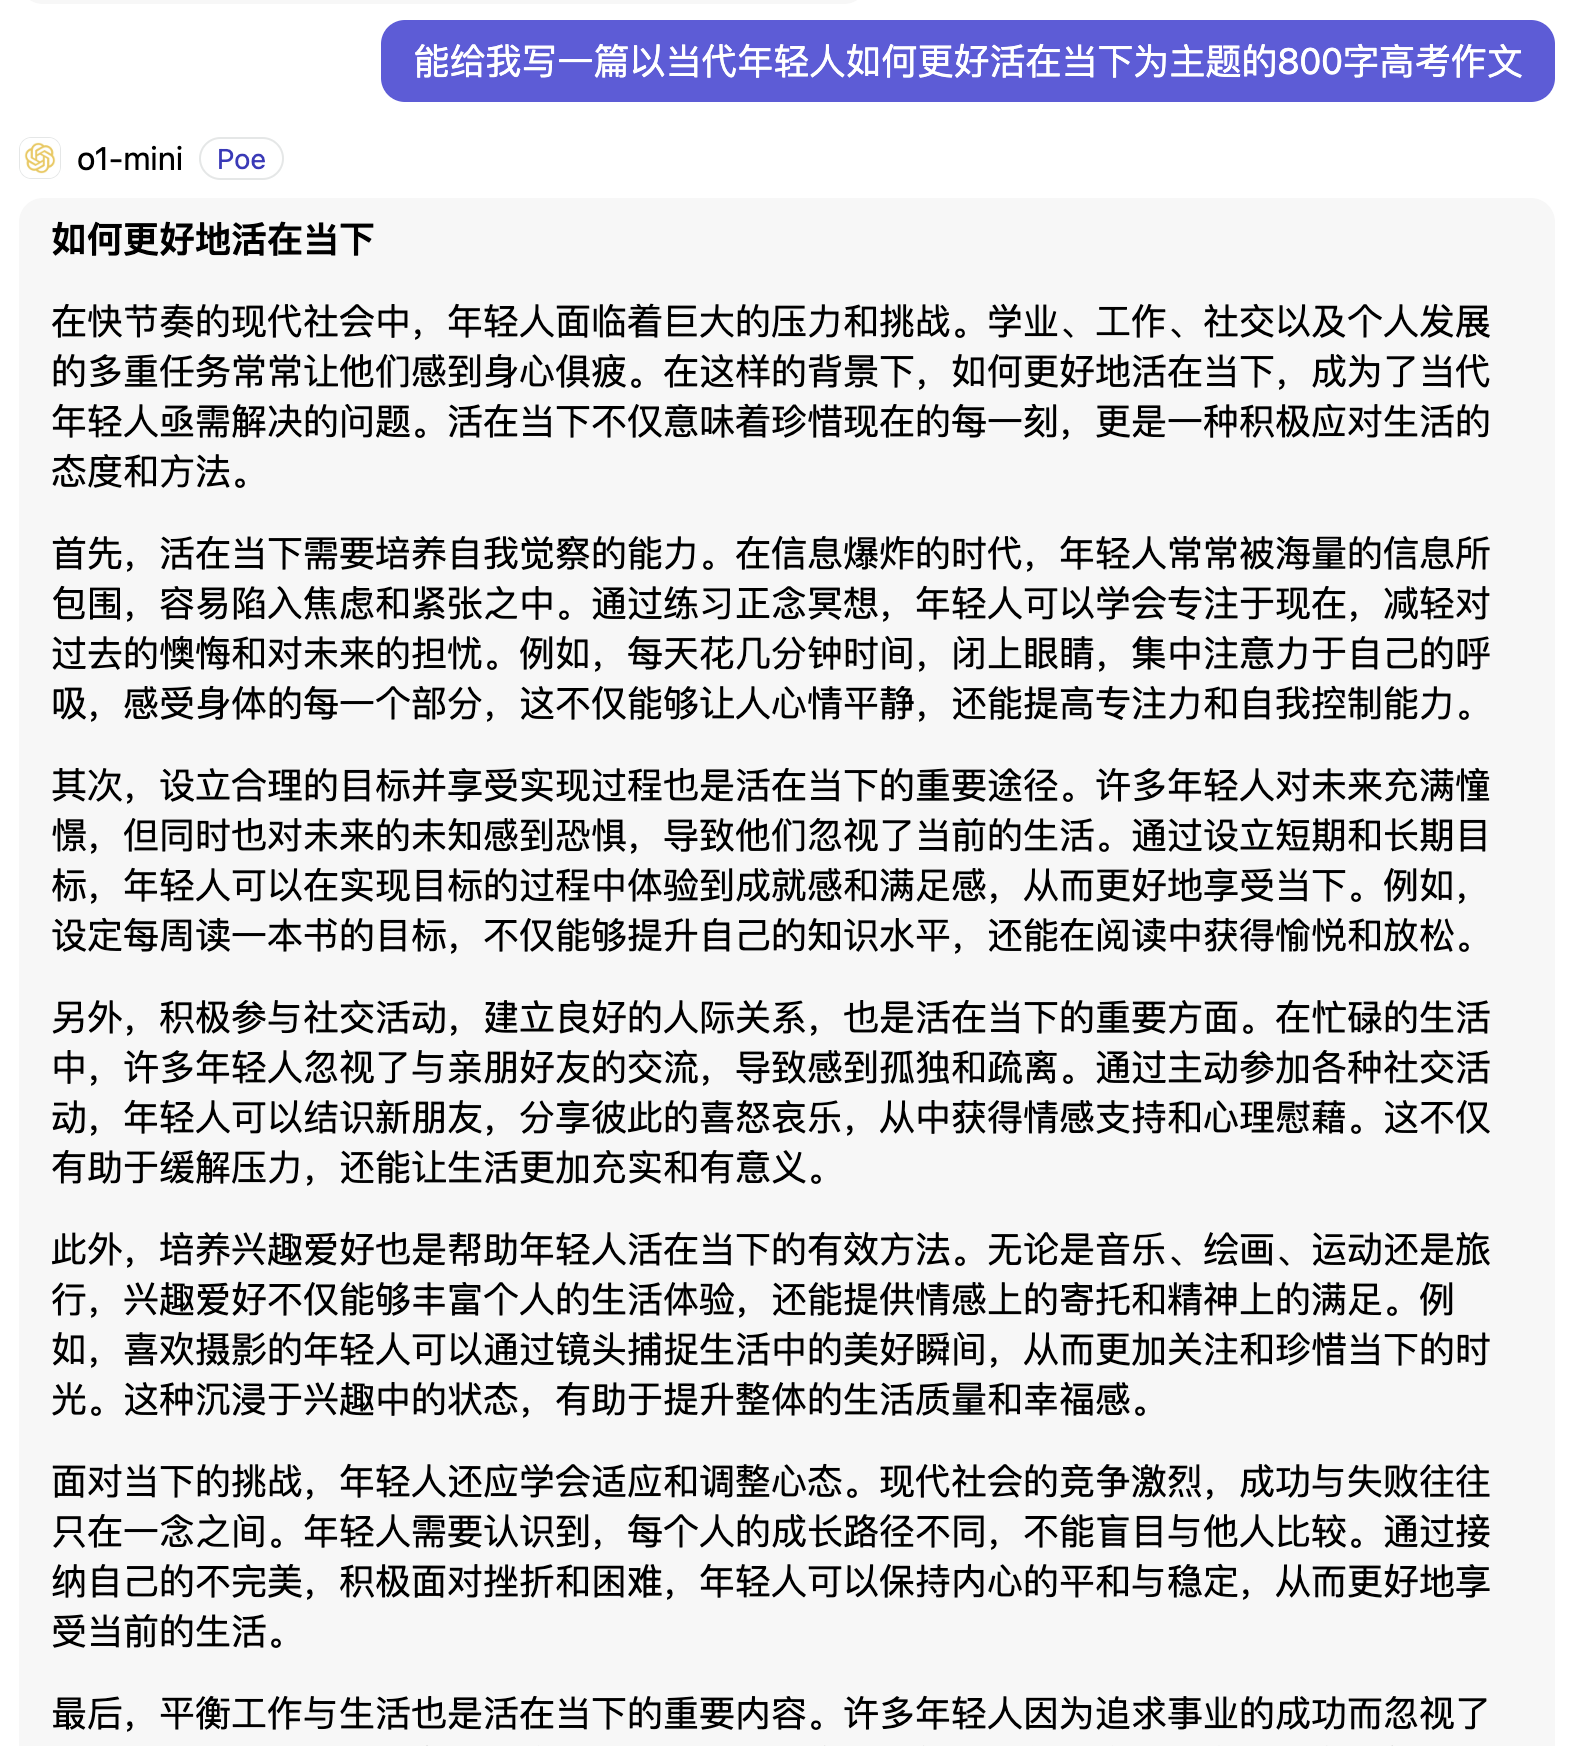 能给我写一篇以当代年轻人如何更好活在当下为主题的800字高考作文
o1-mini Poe
如何更好地活在当下
在快节奏的现代社会中，年轻人面临着巨大的压力和挑战。学业、工作、社交以及个人发展
的多重任务常常让他们感到身心俱疲。在这样的背景下，如何更好地活在当下，成为了当代
年轻人亟需解决的问题。活在当下不仅意味着珍惜现在的每一刻，更是一种积极应对生活的
态度和方法。
首先，活在当下需要培养自我觉察的能力。在信息爆炸的时代，年轻人常常被海量的信息所
包围，容易陷入焦虑和紧张之中。通过练习正念冥想，年轻人可以学会专注于现在，减轻对
过去的懊悔和对未来的担忧。例如，每天花几分钟时间，闭上眼睛，集中注意力于自己的呼
吸，感受身体的每一个部分，这不仅能够让人心情平静，还能提高专注力和自我控制能力。
其次，设立合理的目标并享受实现过程也是活在当下的重要途径。许多年轻人对未来充满憧
憬，但同时也对未来的未知感到恐惧，导致他们忽视了当前的生活。通过设立短期和长期目
标，年轻人可以在实现目标的过程中体验到成就感和满足感，从而更好地享受当下。例如，
设定每周读一本书的目标，不仅能够提升自己的知识水平，还能在阅读中获得愉悦和放松。
另外，积极参与社交活动，建立良好的人际关系，也是活在当下的重要方面。在忙碌的生活
中，许多年轻人忽视了与亲朋好友的交流，导致感到孤独和疏离。通过主动参加各种社交活
动，年轻人可以结识新朋友，分享彼此的喜怒哀乐，从中获得情感支持和心理慰藉。这不仅
有助于缓解压力，还能让生活更加充实和有意义。
此外，培养兴趣爱好也是帮助年轻人活在当下的有效方法。无论是音乐、绘画、运动还是旅
行，兴趣爱好不仅能够丰富个人的生活体验，还能提供情感上的寄托和精神上的满足。例
如，喜欢摄影的年轻人可以通过镜头捕捉生活中的美好瞬间，从而更加关注和珍惜当下的时
光。这种沉浸于兴趣中的状态，有助于提升整体的生活质量和幸福感。
面对当下的挑战，年轻人还应学会适应和调整心态。现代社会的竞争激烈，成功与失败往往
只在一念之间。年轻人需要认识到，每个人的成长路径不同，不能盲目与他人比较。通过接
纳自己的不完美，积极面对挫折和困难，年轻人可以保持内心的平和与稳定，从而更好地享
受当前的生活。
最后，平衡工作与生活也是活在当下的重要内容。许多年轻人因为追求事业的成功而忽视了